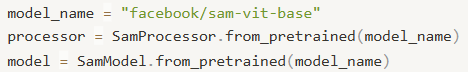 model_name = "facebook/sam-vit-base"
processor = SamProcessor.from_pretrained(model_name)
model = SamModel.from_pretrained(model_name)